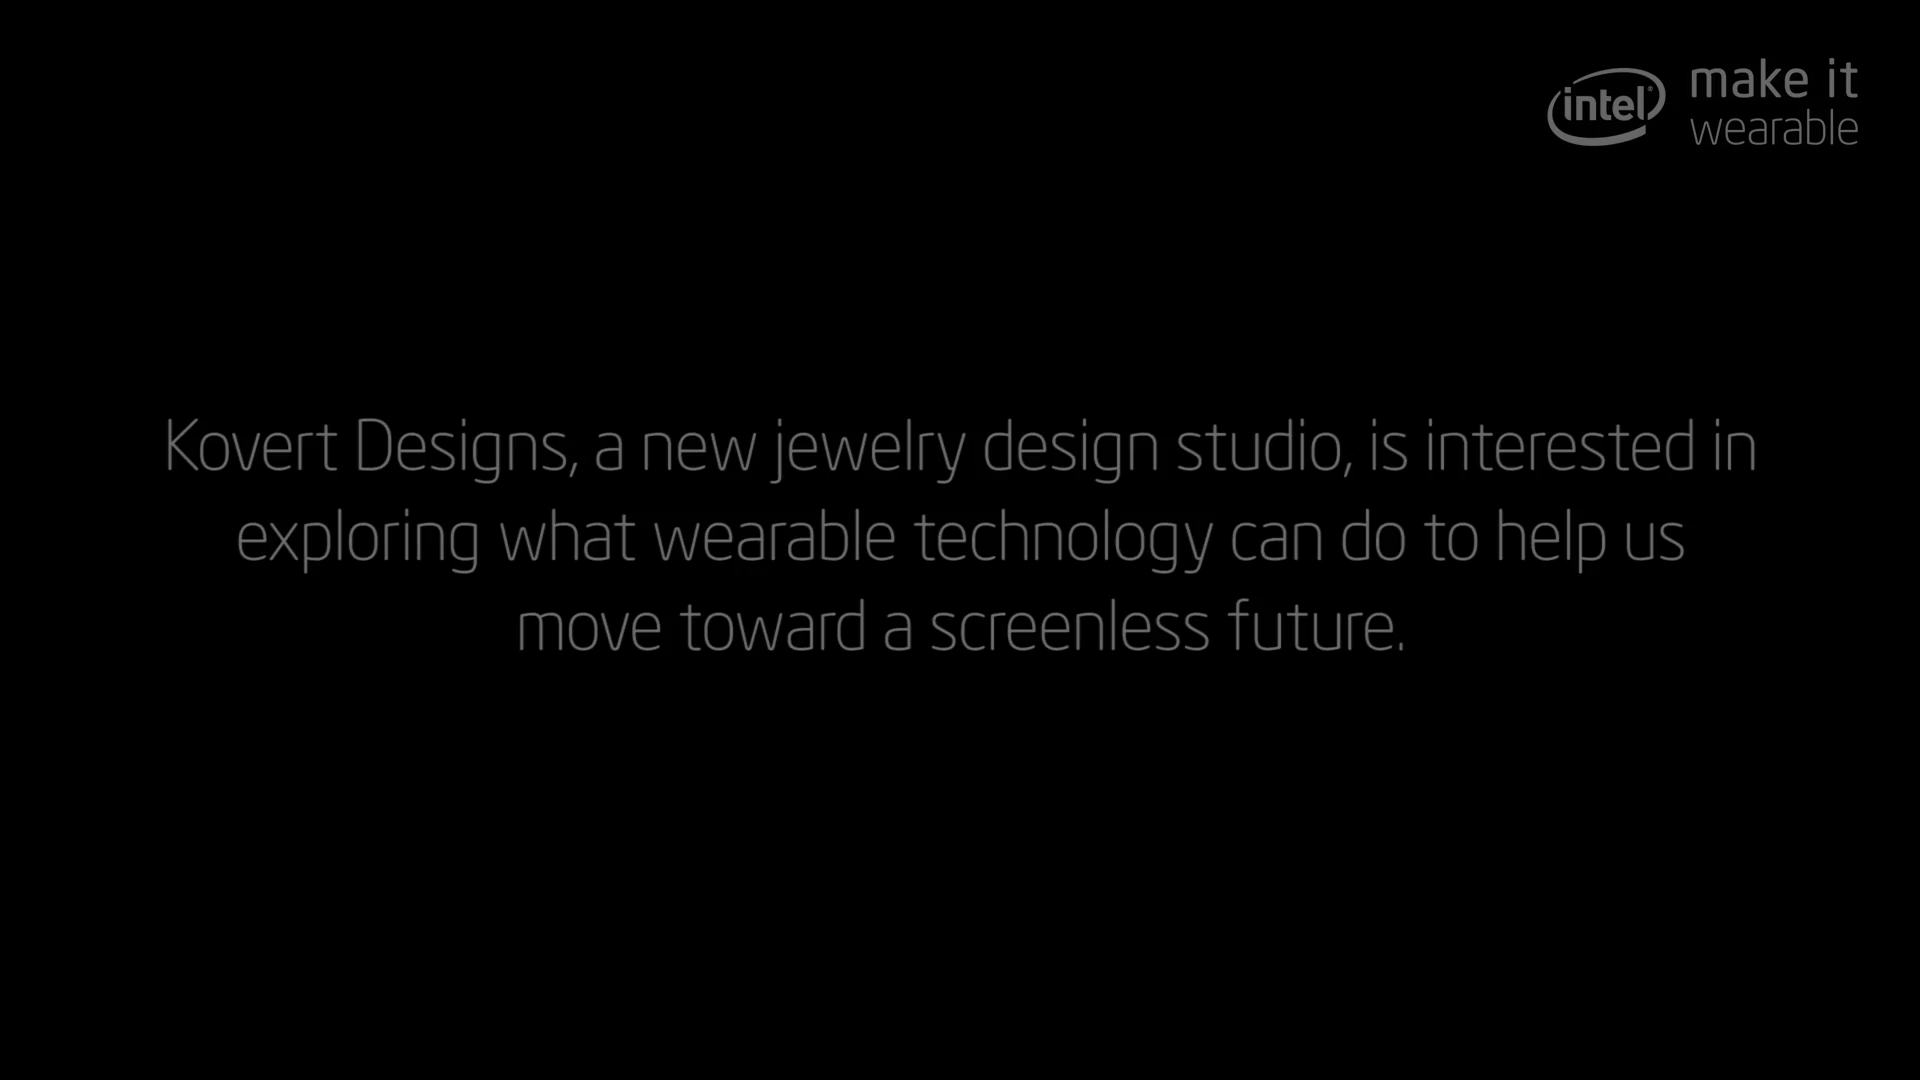 intel
make it
wearable
Kovert Designs, a new jewelry design studio, is interested in
exploring what wearable technology can do to help us
move toward a screenless future.